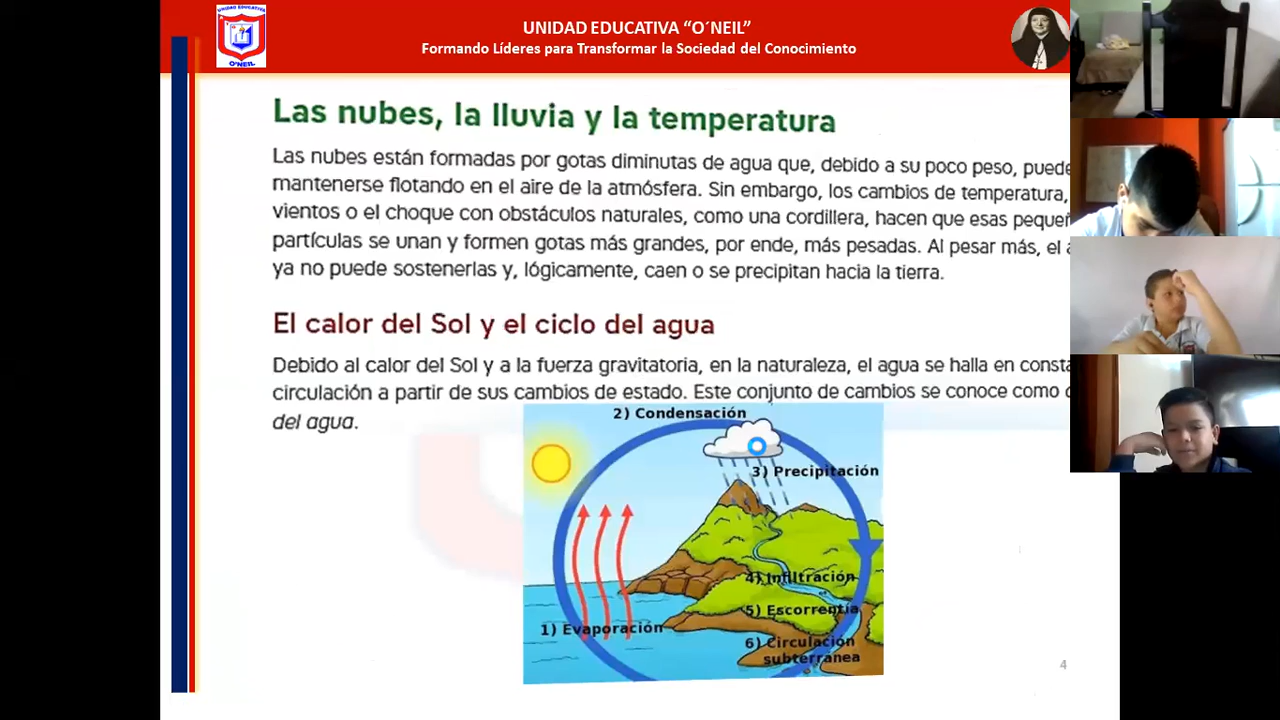 UNIDAD EDUCATIVA
O'NEIL
UNIDAD EDUCATIVA “O´NEIL”
Formando Líderes para Transformar la Sociedad del Conocimiento
Las nubes, la lluvia y la temperatura
Las nubes están formadas por gotas diminutas de agua que, debido a su poco peso, puede
mantenerse flotando en el aire de la atmósfera. Sin embargo, los cambios de temperatura,
vientos o el choque con obstáculos naturales, como una cordillera, hacen que esas pequeñ
partículas se unan y formen gotas más grandes, por ende, más pesadas. Al pesar más, el a
ya no puede sostenerlas y, lógicamente, caen o se precipitan hacia la tierra.
El calor del Sol y el ciclo del agua
Debido al calor del Sol y a la fuerza gravitatoria, en la naturaleza, el agua se halla en consta
circulación a partir de sus cambios de estado. Este conjunto de cambios se conoce como c
del agua.
2) Condensación
3) Precipitación
4) Infiltración
5) Escorrentía
1) Evaporación
6) Circulación
subterránea
4